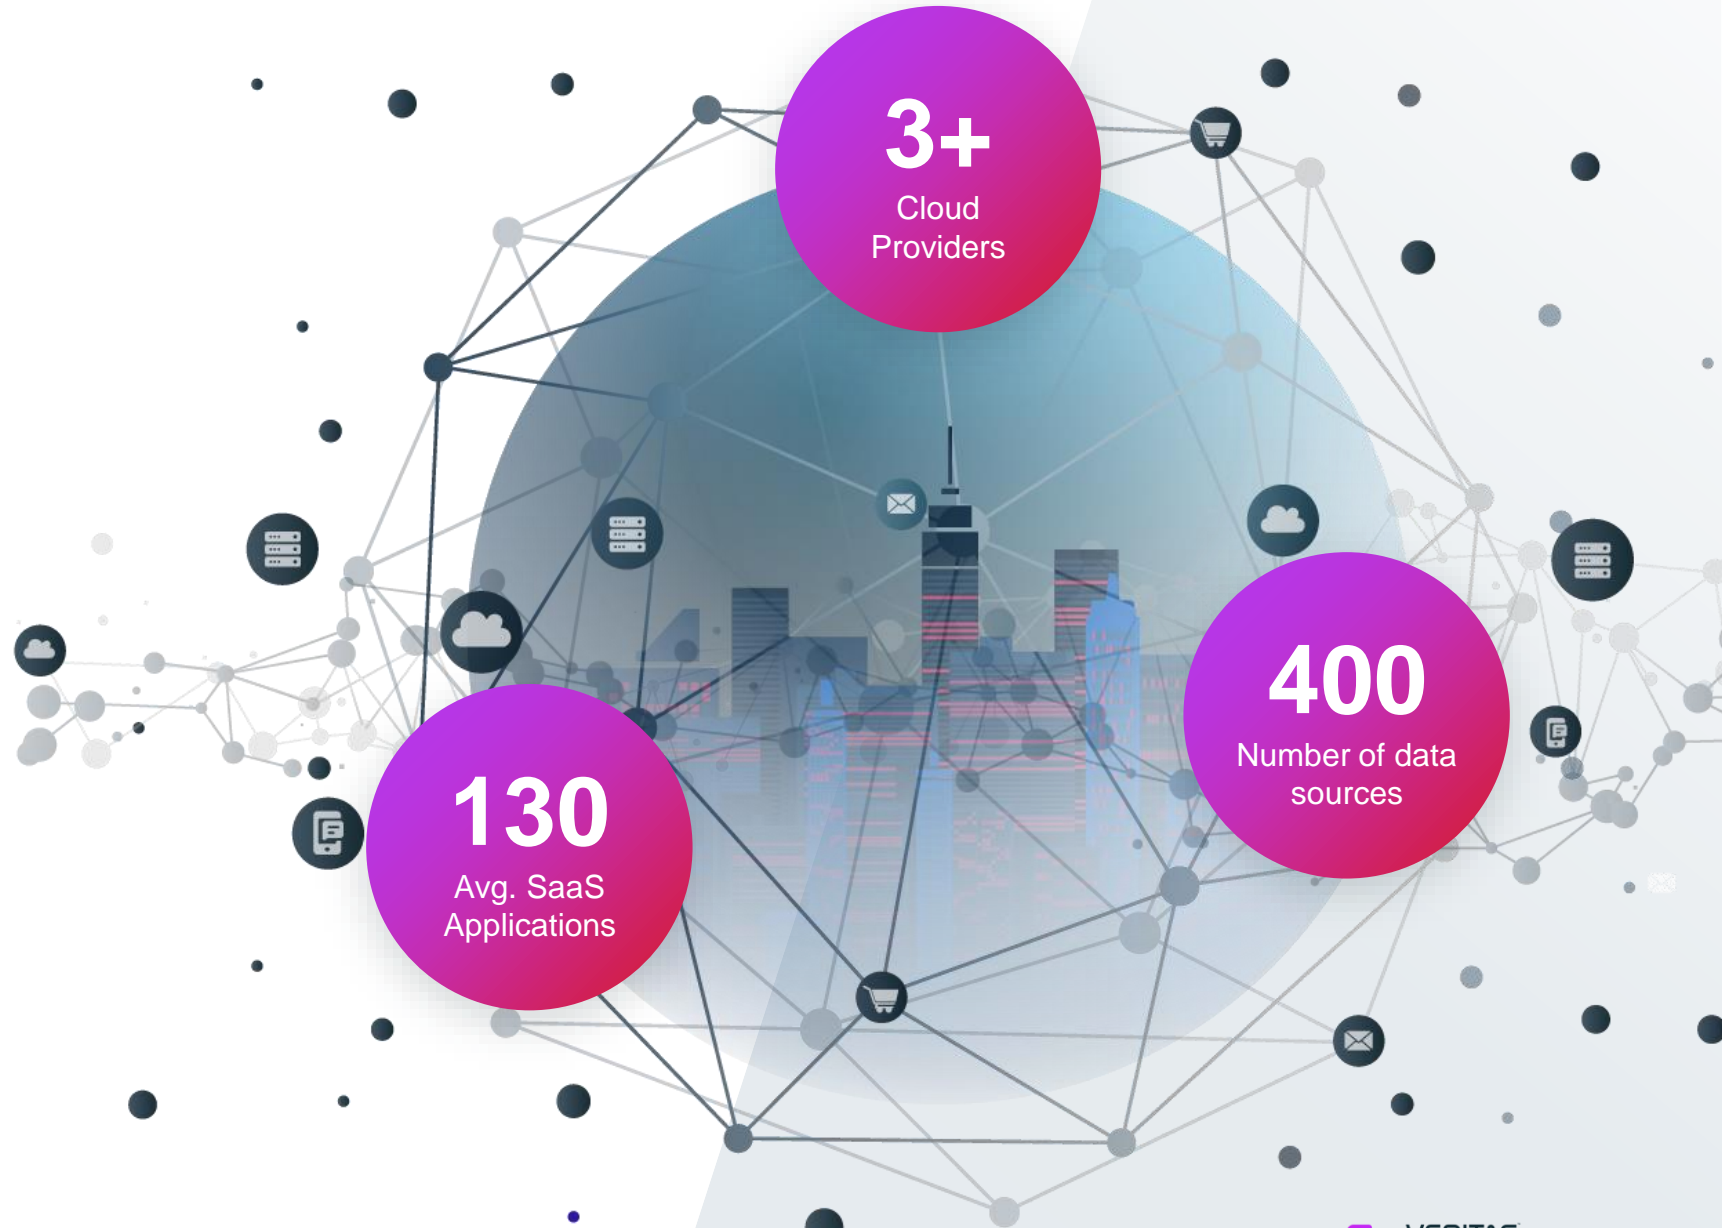 3+
Cloud
Providers
400
Number of data
sources
130
Avg. SaaS
Applications